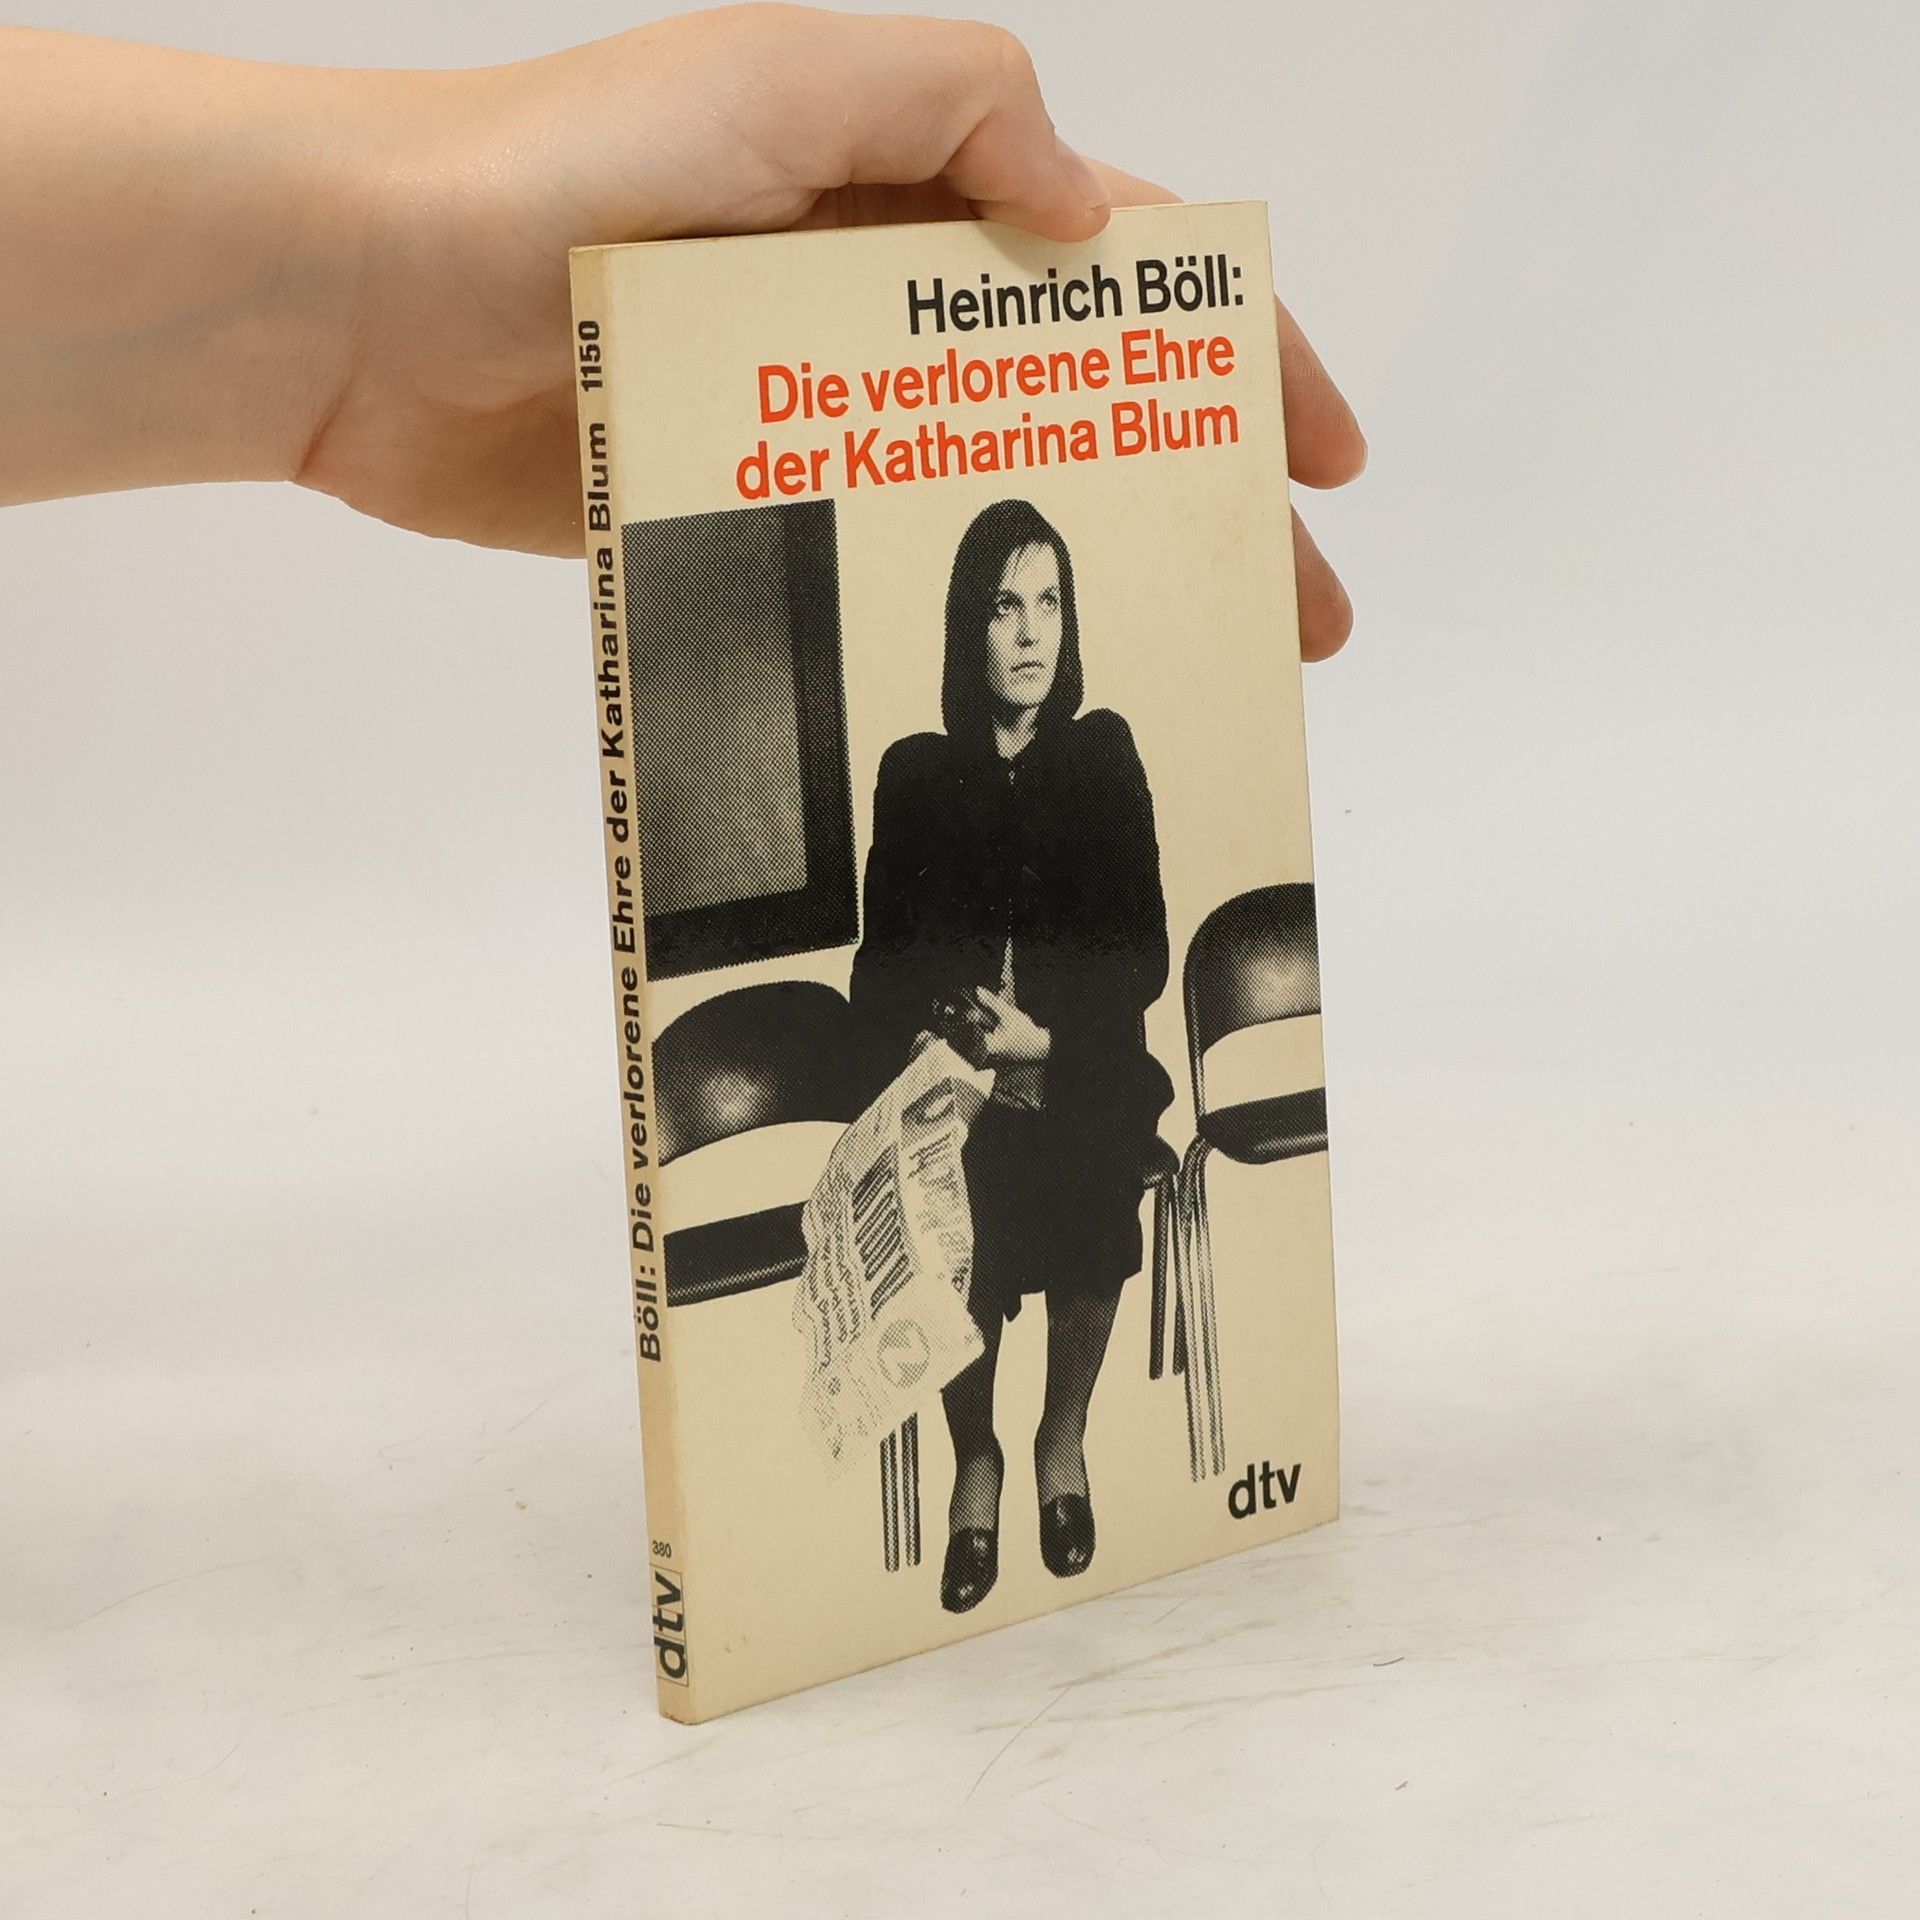 Heinrich Böll:
Die verlorene Ehre
der Katharina Blum
dtv
Böll: Die verlorene Ehre der Katharina Blum 1150
380
dtv